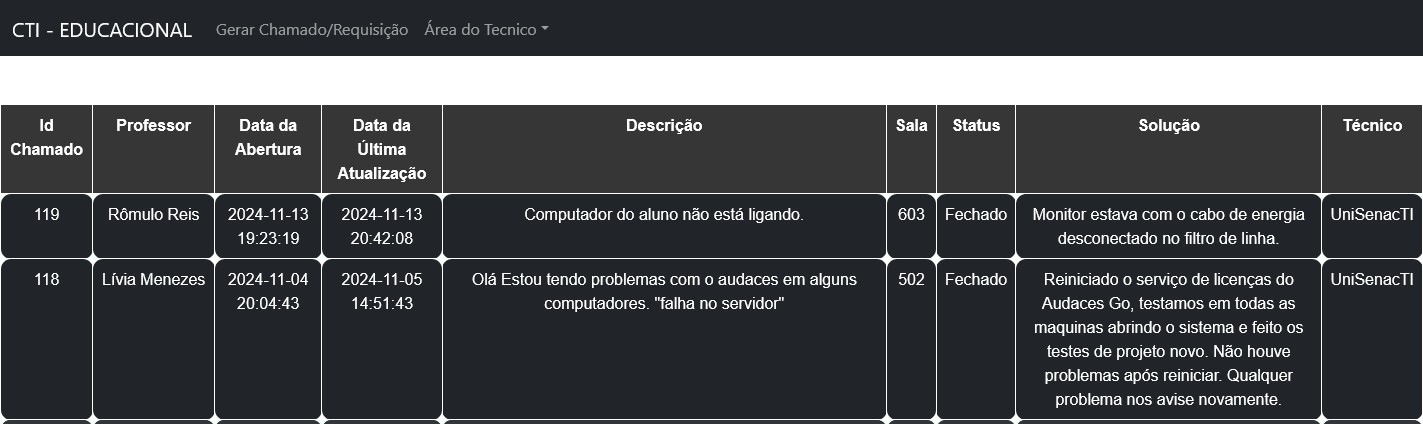 CTI - EDUCACIONAL Gerar Chamado/Requisição Área do Tecnico
Id Chamado Professor Data da Abertura Data da Última Atualização Descrição Sala Status Solução Técnico
119 Rômulo Reis 2024-11-13 19:23:19 2024-11-13 20:42:08 Computador do aluno não está ligando. 603 Fechado Monitor estava com o cabo de energia desconectado no filtro de linha. UniSenacTI
118 Lívia Menezes 2024-11-04 20:04:43 2024-11-05 14:51:43 Olá Estou tendo problemas com o audaces em alguns computadores. "falha no servidor" 502 Fechado Reiniciado o serviço de licenças do Audaces Go, testamos em todas as maquinas abrindo o sistema e feito os testes de projeto novo. Não houve problemas após reiniciar. Qualquer problema nos avise novamente. UniSenacTI